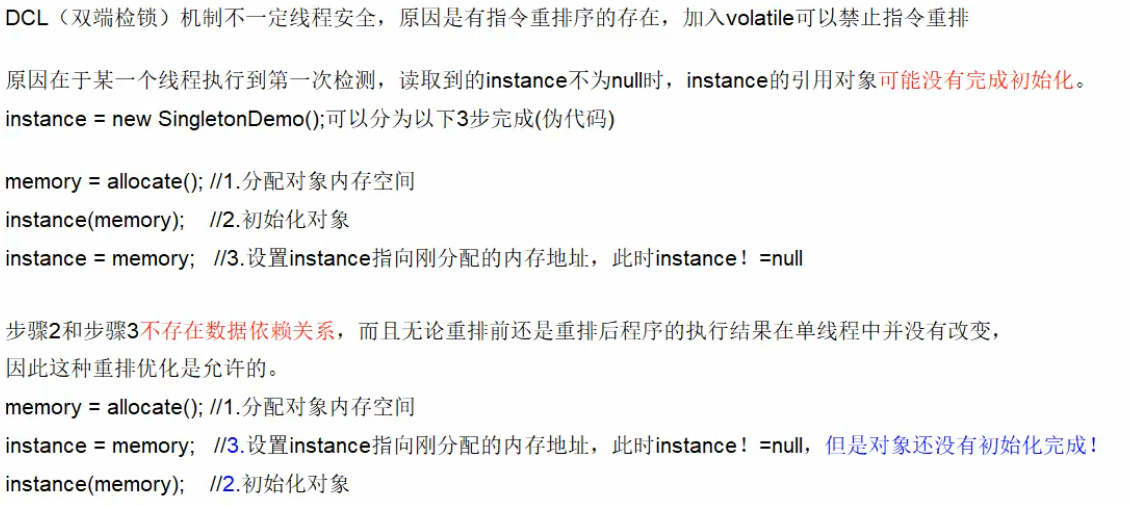 DCL（双端检锁）机制不一定线程安全，原因是有指令重排序的存在，加入volatile可以禁止指令重排
原因在于某一个线程执行到第一次检测，读取到的instance不为null时，instance的引用对象可能没有完成初始化。
instance = new SingletonDemo();可以分为以下3步完成(伪代码)
memory = allocate(); //1.分配对象内存空间
instance(memory); //2.初始化对象
instance = memory; //3.设置instance指向刚分配的内存地址，此时instance！=null
步骤2和步骤3不存在数据依赖关系，而且无论重排前还是重排后程序的执行结果在单线程中并没有改变，
因此这种重排优化是允许的。
memory = allocate(); //1.分配对象内存空间
instance = memory; //3.设置instance指向刚分配的内存地址，此时instance！=null，但是对象还没有初始化完成！
instance(memory); //2.初始化对象